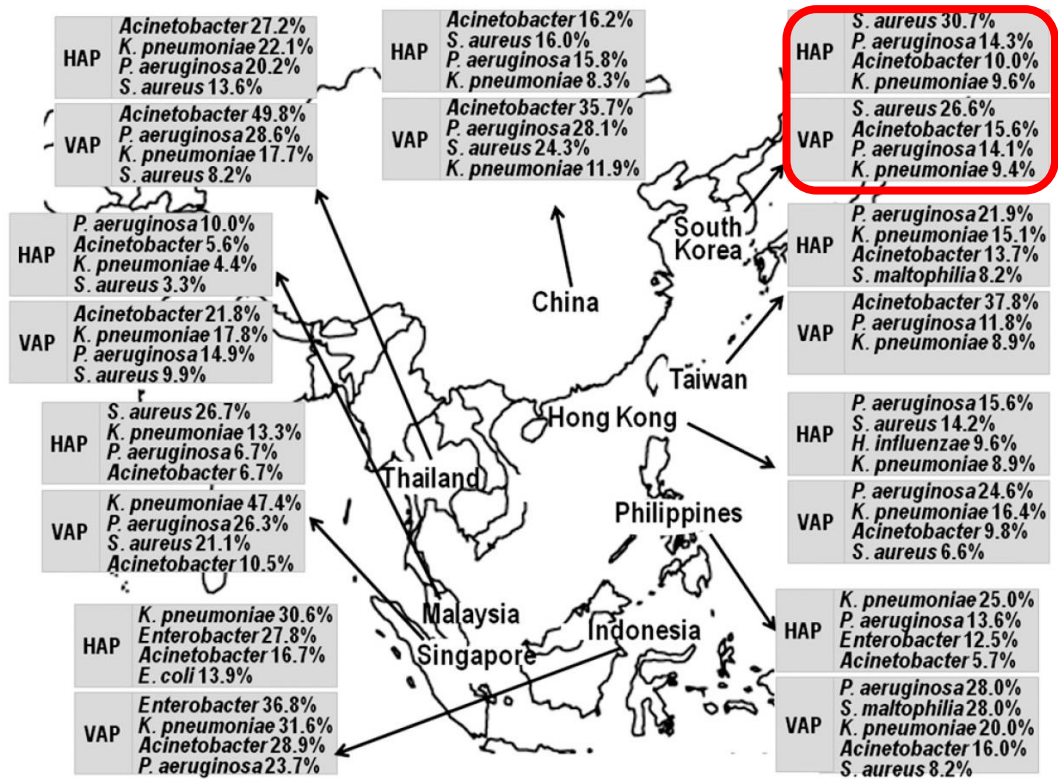 HAP
Acinetobacter 27.2%
K. pneumoniae 22.1%
P. aeruginosa 20.2%
S. aureus 13.6%
VAP
Acinetobacter 49.8%
P. aeruginosa 28.6%
K. pneumoniae 17.7%
S. aureus 8.2%
HAP
Acinetobacter 16.2%
S. aureus 16.0%
P. aeruginosa 15.8%
K. pneumoniae 8.3%
VAP
Acinetobacter 35.7%
P. aeruginosa 28.1%
S. aureus 24.3%
K. pneumoniae 11.9%
HAP
S. aureus 30.7%
P. aeruginosa 14.3%
Acinetobacter 10.0%
K. pneumoniae 9.6%
VAP
S. aureus 26.6%
Acinetobacter 15.6%
P. aeruginosa 14.1%
K. pneumoniae 9.4%
HAP
P. aeruginosa 10.0%
Acinetobacter 5.6%
K. pneumoniae 4.4%
S. aureus 3.3%
VAP
Acinetobacter 21.8%
K. pneumoniae 17.8%
P. aeruginosa 14.9%
S. aureus 9.9%
South
Korea
China
Taiwan
Hong Kong
HAP
P. aeruginosa 21.9%
K. pneumoniae 15.1%
Acinetobacter 13.7%
S. maltophilia 8.2%
VAP
Acinetobacter 37.8%
P. aeruginosa 11.8%
K. pneumoniae 8.9%
HAP
S. aureus 26.7%
K. pneumoniae 13.3%
P. aeruginosa 6.7%
Acinetobacter 6.7%
VAP
K. pneumoniae 47.4%
P. aeruginosa 26.3%
S. aureus 21.1%
Acinetobacter 10.5%
Thailand
Philippines
HAP
P. aeruginosa 15.6%
S. aureus 14.2%
H. influenzae 9.6%
K. pneumoniae 8.9%
VAP
P. aeruginosa 24.6%
K. pneumoniae 16.4%
Acinetobacter 9.8%
S. aureus 6.6%
HAP
K. pneumoniae 30.6%
Enterobacter 27.8%
Acinetobacter 16.7%
E. coli 13.9%
VAP
Enterobacter 36.8%
K. pneumoniae 31.6%
Acinetobacter 28.9%
P. aeruginosa 23.7%
Malaysia
Singapore
Indonesia
HAP
K. pneumoniae 25.0%
P. aeruginosa 13.6%
Enterobacter 12.5%
Acinetobacter 5.7%
VAP
P. aeruginosa 28.0%
S. maltophilia 28.0%
K. pneumoniae 20.0%
Acinetobacter 16.0%
S. aureus 8.2%